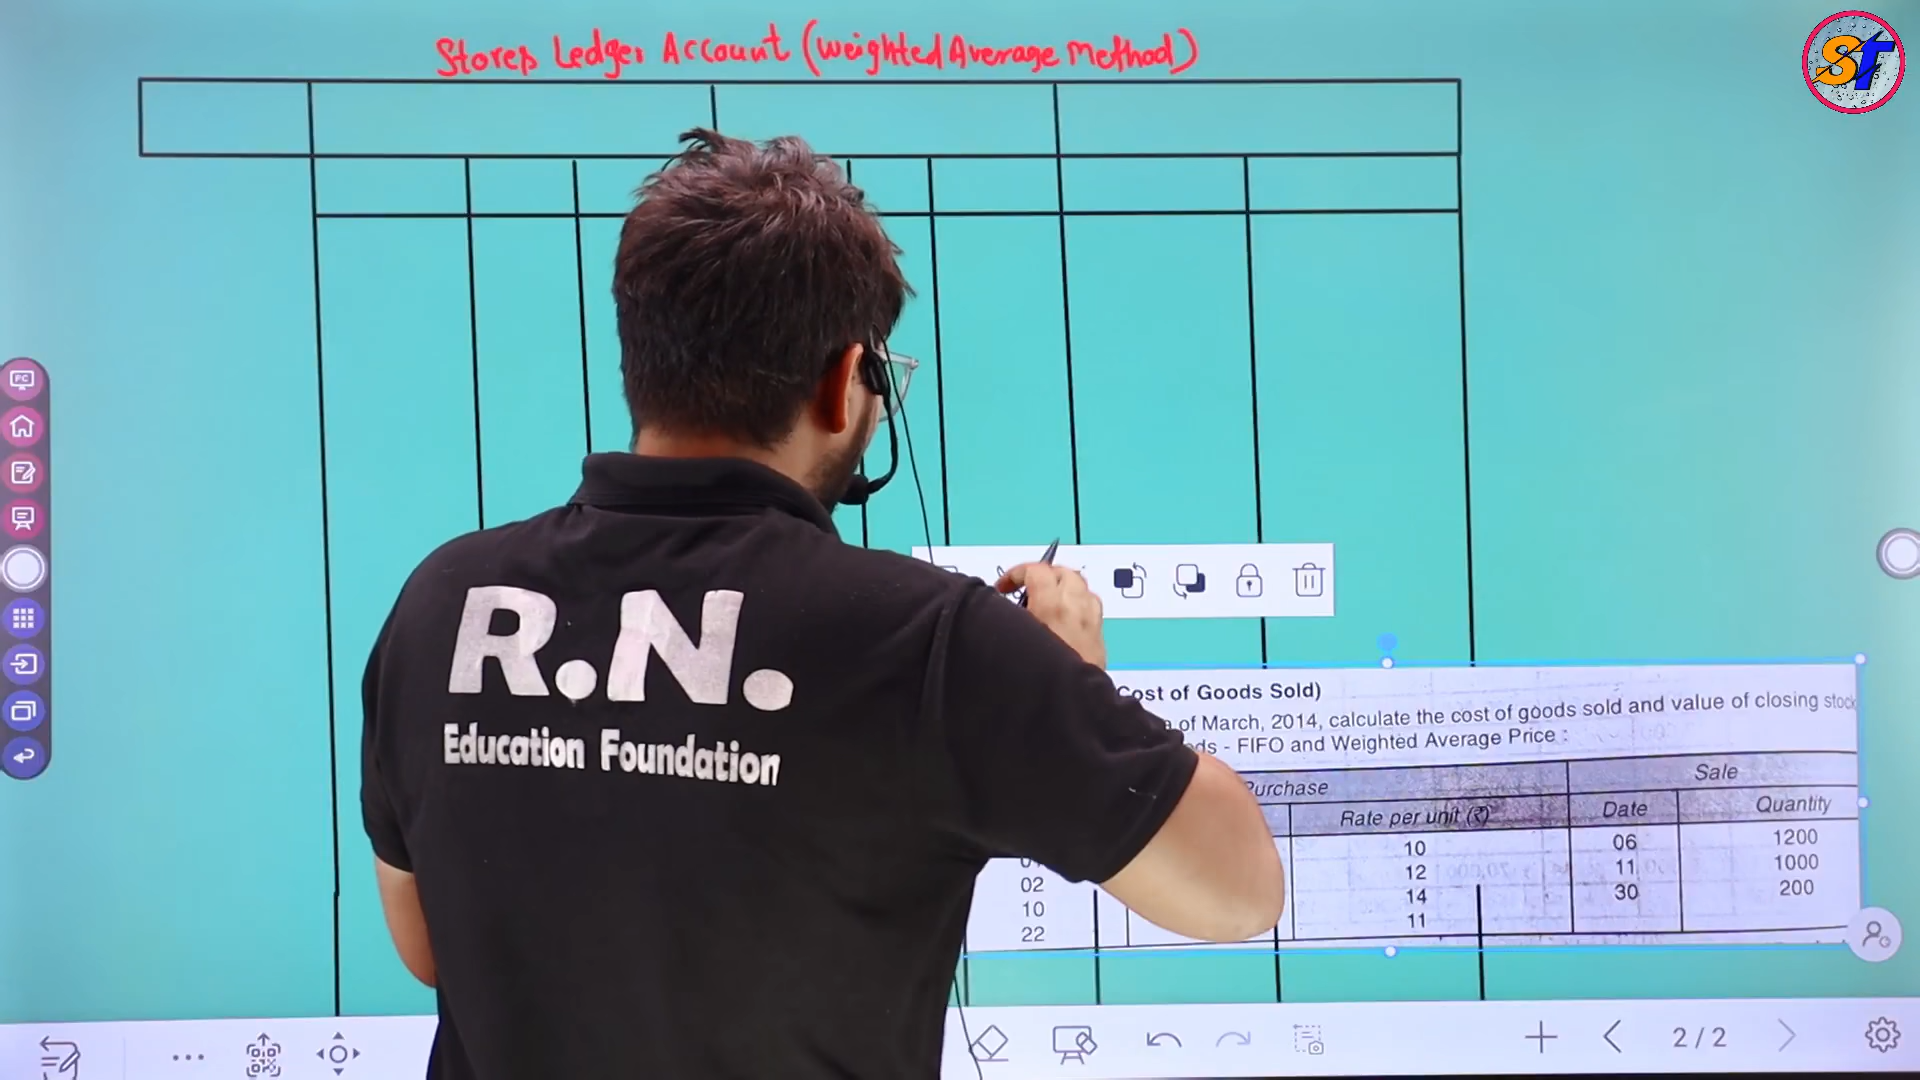 Stores Ledger Account (Weighted Average Method)
ST
R.N.
Education Foundation
Cost of Goods Sold)
of March, 2014, calculate the cost of goods sold and value of closing stock
- FIFO and Weighted Average Price :
Purchase Sale
Rate per unit (₹) Date Quantity
10 06 1200
02 12 11 1000
10 14 30 200
22 11
2/2
PC